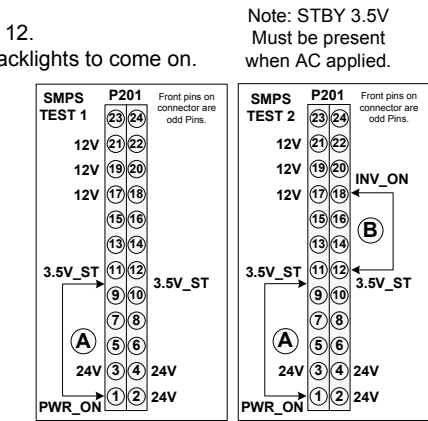 12.
acklights to come on.
Note: STBY 3.5V
Must be present
when AC applied.
SMPS
TEST 1
P201
Front pins on
connector are
odd Pins.
23 24
12V 21 22
12V 19 20
12V 17 18
15 16
13 14
3.5V_ST 11 12
3.5V_ST
9 10
7 8
A
5 6
24V 3 4 24V
1 2 24V
PWR_ON
SMPS
TEST 2
P201
Front pins on
connector are
odd Pins.
23 24
12V 21 22
12V 19 20
INV_ON
12V 17 18
15 16
B
13 14
3.5V_ST 11 12
3.5V_ST
9 10
7 8
A
5 6
24V 3 4 24V
1 2 24V
PWR_ON